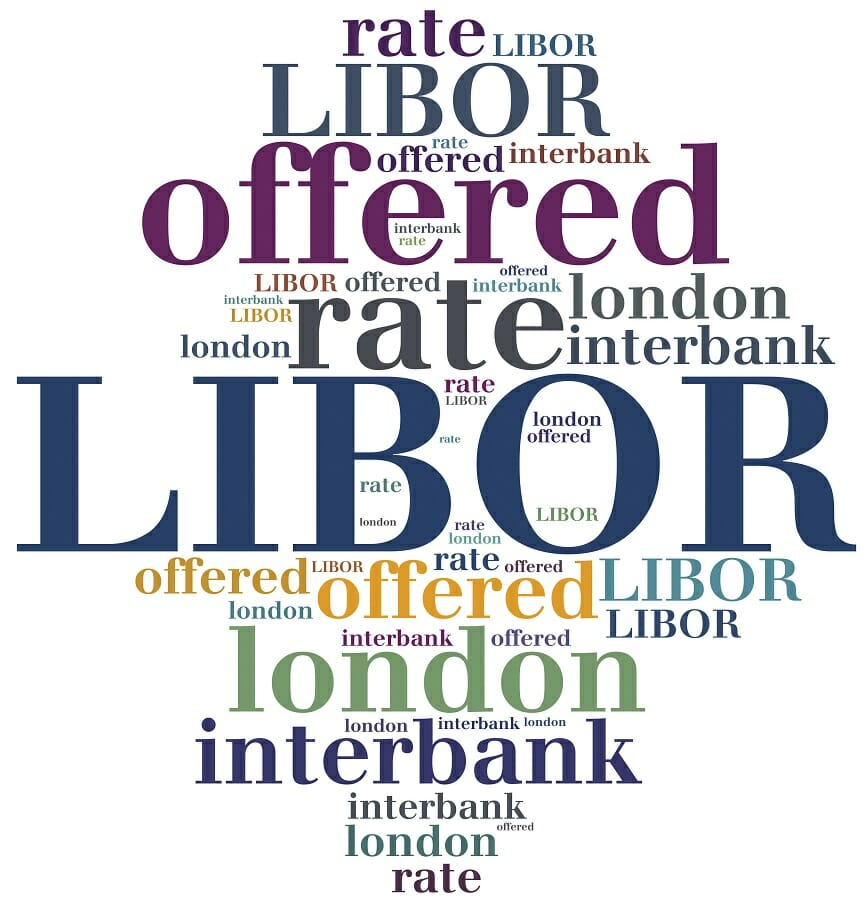 rate LIBOR
LIBOR
rate
offered interbank
offered
interbank
rate
offered
LIBOR offered interbank
interbank rate london
LIBOR
london interbank
rate
LIBOR
LIBOR
london
rate offered
rate
london LIBOR
rate
london
rate offered
offered LIBOR offered LIBOR
london LIBOR
interbank offered
london
london interbank london
interbank
interbank
offered
london
rate